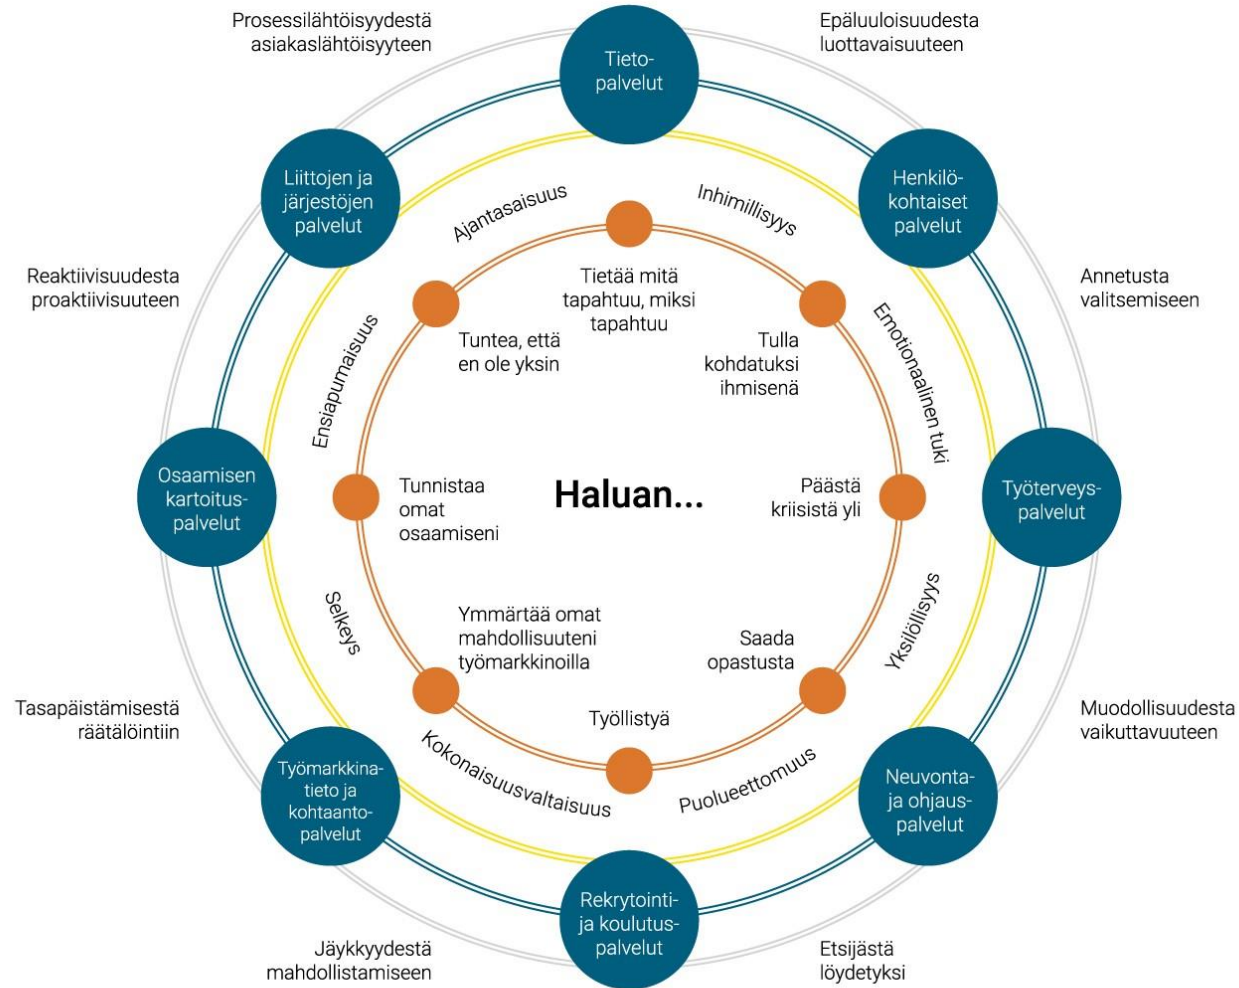 Prosessilähtöisyydestä
asiakaslähtöisyyteen
Epäluuloisuudesta
luottavaisuuteen
Tieto-
palvelut
Liittojen ja
järjestöjen
palvelut
Henkilö-
kohtaiset
palvelut
Ajantasaisuus
Inhimillisyys
Reaktiivisuudesta
proaktiivisuuteen
Annetusta
valitsemiseen
Tietää mitä
tapahtuu, miksi
tapahtuu
Tuntea, että
en ole yksin
Tulla
kohdatuksi
ihmisenä
Ensiapumaisuus
Emotionaalinen tuki
Osaamisen
kartoitus-
palvelut
Tunnistaa
omat
osaamiseni
Haluan...
Päästä
kriisistä yli
Työterveys-
palvelut
Selkeys
Yksilöllisyys
Ymmärtää omat
mahdollisuuteni
työmarkkinoilla
Saada
opastusta
Työllistyä
Tasapäistämisestä
räätälöintiin
Muodollisuudesta
vaikuttavuuteen
Kokonaisuusvaltaisuus
Puolueettomuus
Työmarkkina-
tieto ja
kohtaanto-
palvelut
Neuvonta-
ja ohjaus-
palvelut
Rekrytointi-
ja koulutus-
palvelut
Jäykkyydestä
mahdollistamiseen
Etsijästä
löydetyksi